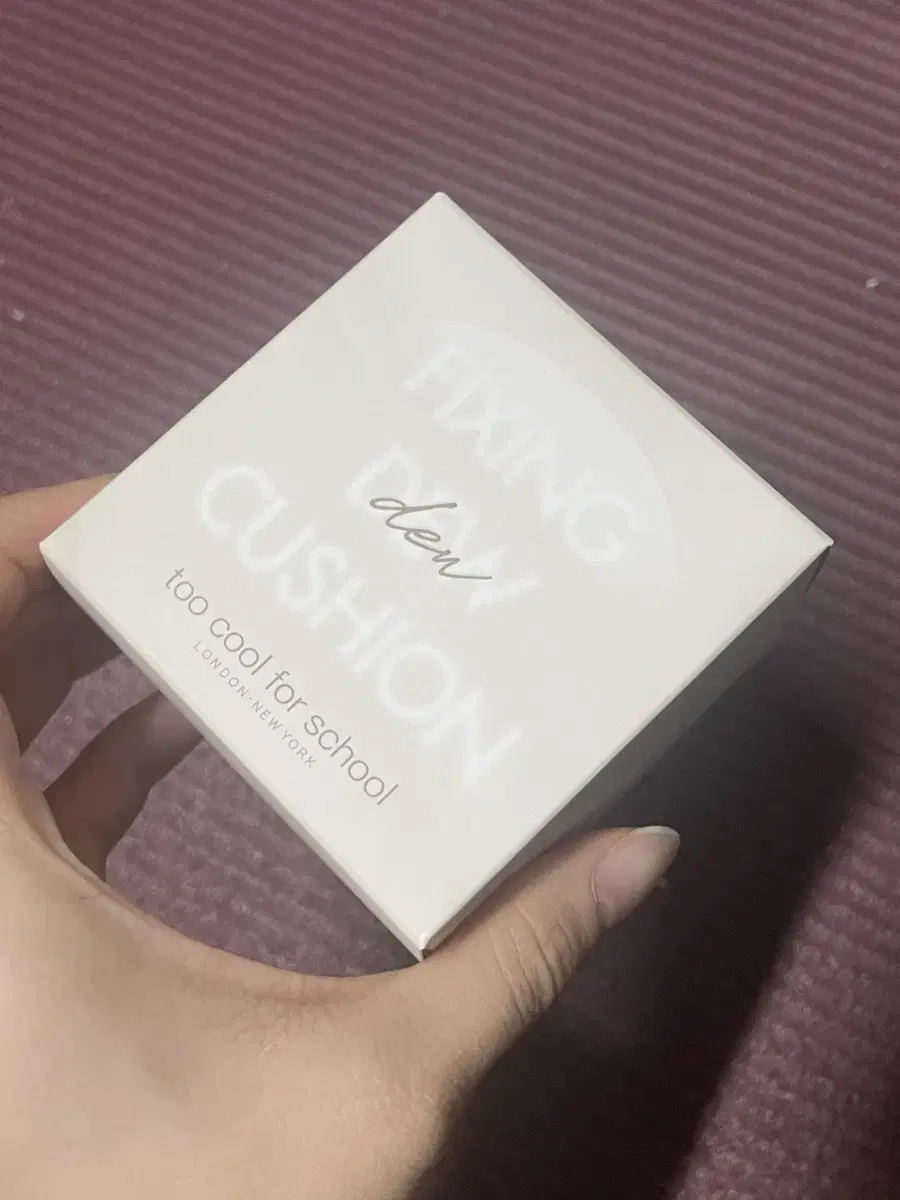 FIXING
DEW
dew
CUSHION
too cool for school
LONDON·NEW YORK